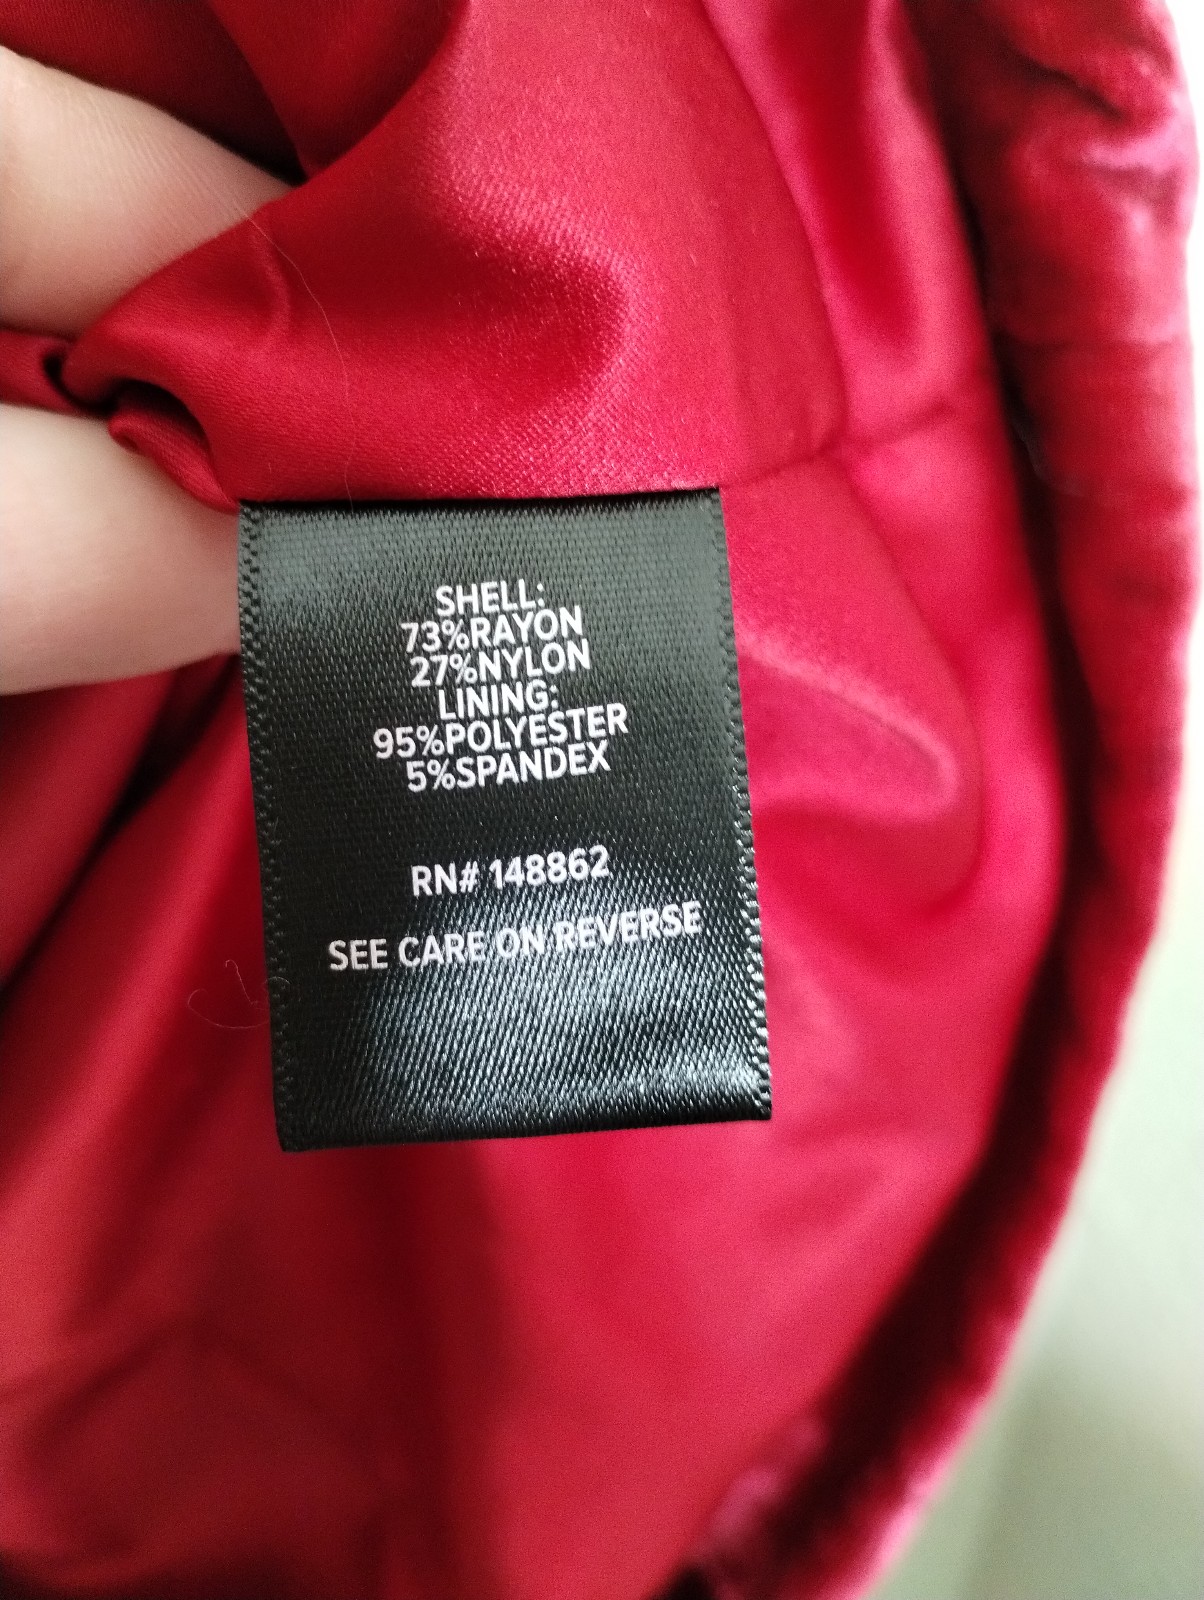 SHELL:
73%RAYON
27%NYLON
LINING:
95%POLYESTER
5%SPANDEX
RN# 148862
SEE CARE ON REVERSE